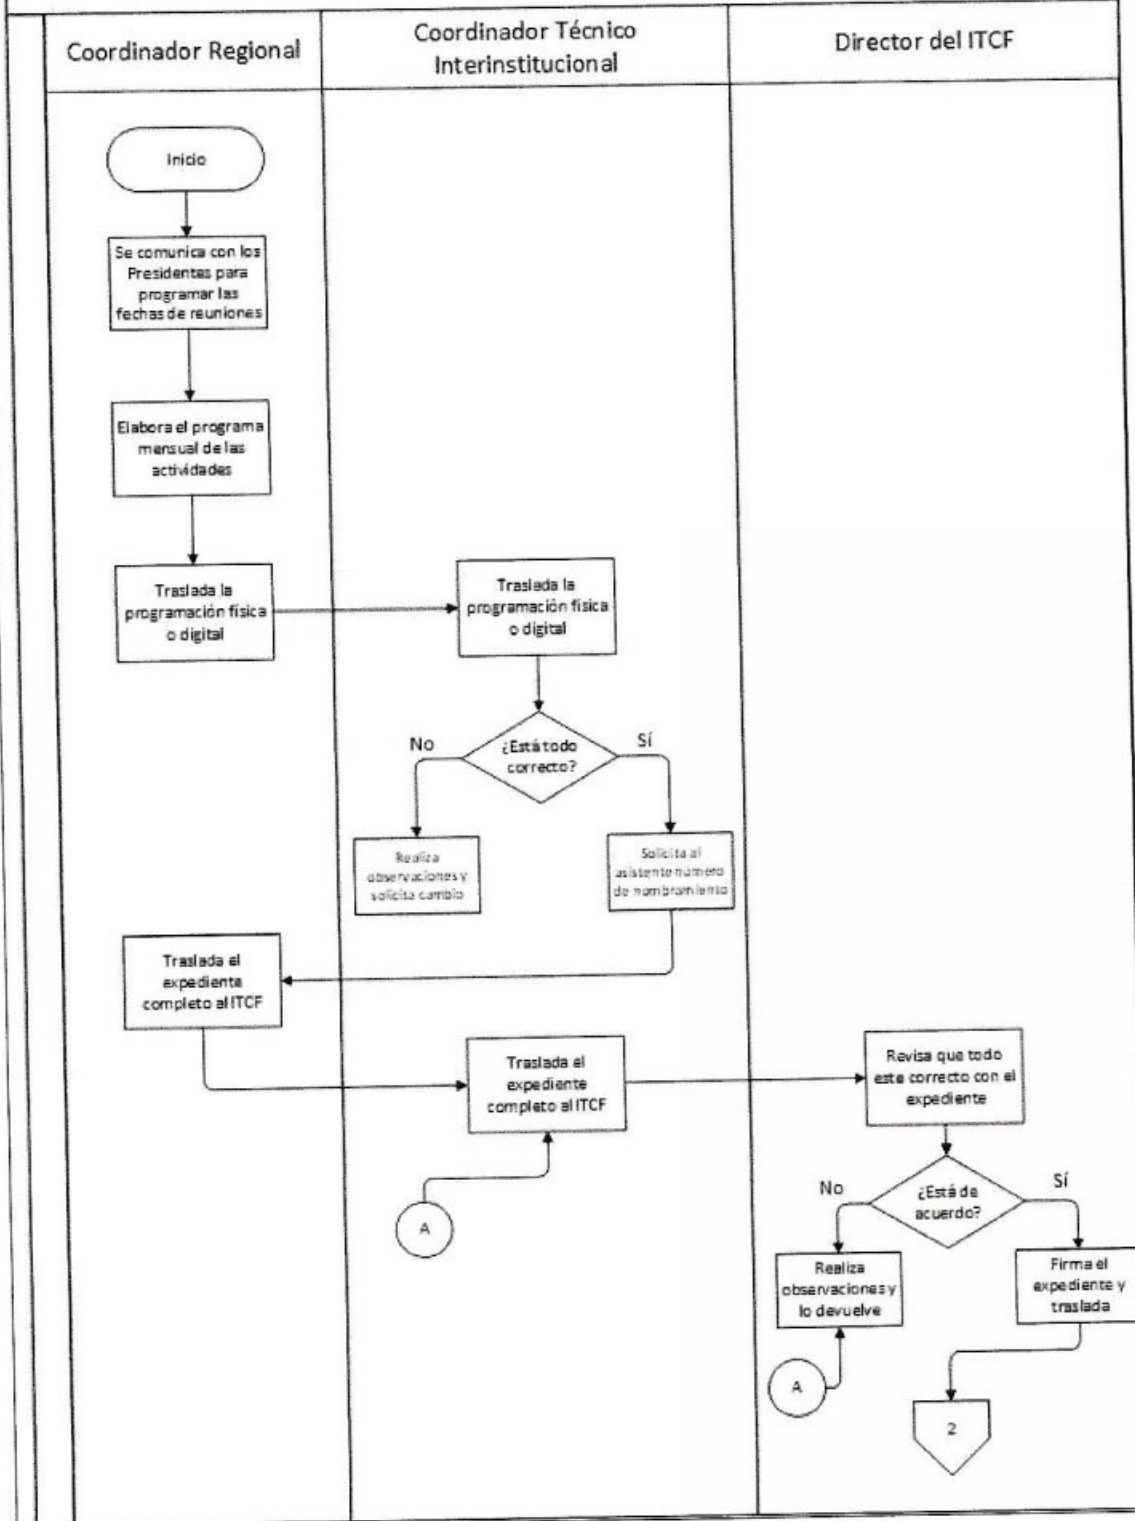 Coordinador Regional
Coordinador Técnico
Interinstitucional
Director del ITCF
Inicio
Se comunica con los
Presidentes para
programar las
fechas de reuniones
Elabora el programa
mensual de las
actividades
Traslada la
programación física
o digital
Traslada la
programación física
o digital
¿Está todo
correcto?
No
Sí
Realiza
observaciones y
solicita cambio
Solicita al
asistente número
de nombramiento
Traslada el
expediente
completo al ITCF
Traslada el
expediente
completo al ITCF
Revisa que todo
este correcto con el
expediente
A
¿Está de
acuerdo?
No
Sí
Realiza
observaciones y
lo devuelve
Firma el
expediente y
traslada
A
2